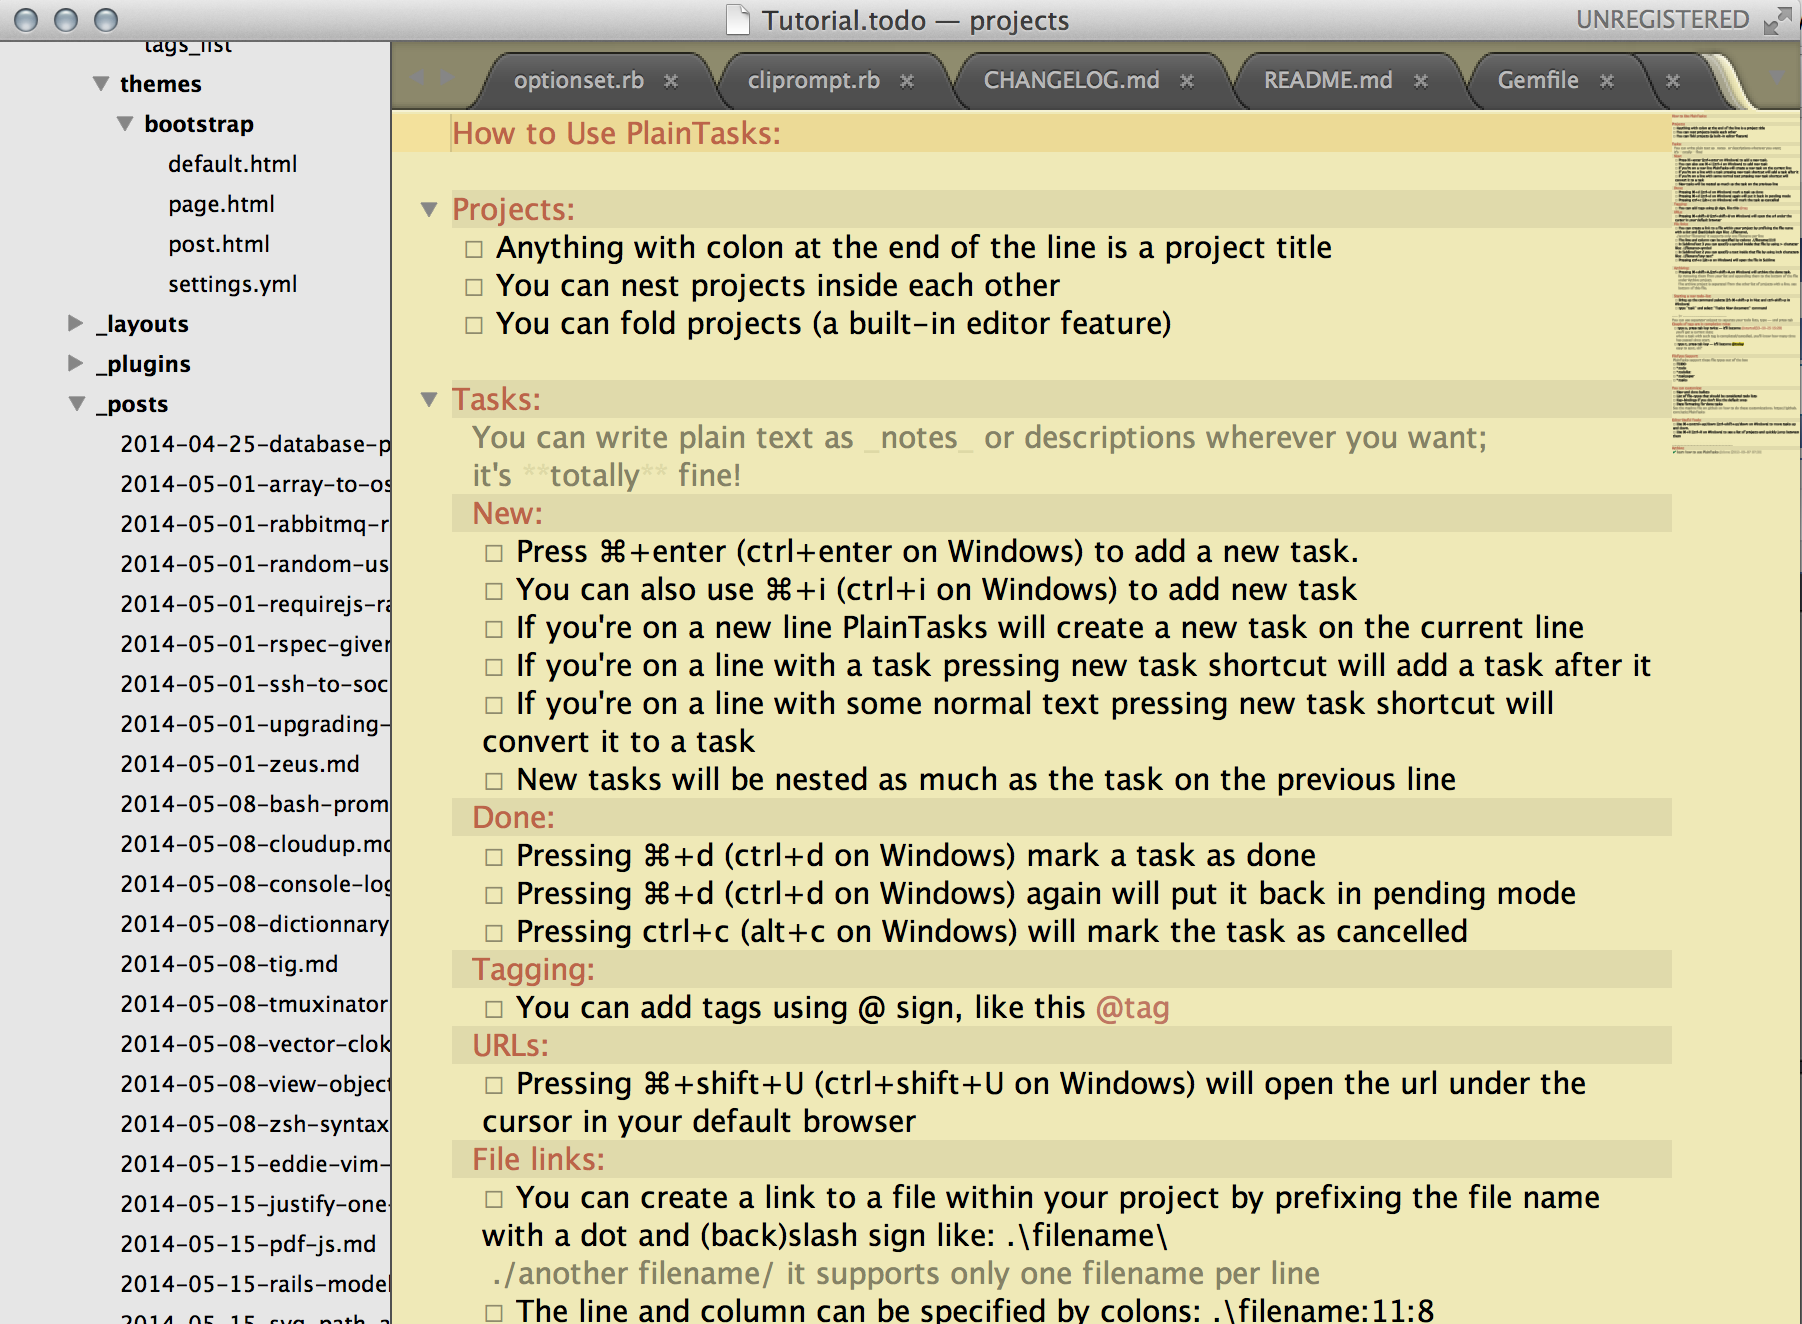 Tutorial.todo — projects
UNREGISTERED
tags_list
themes
bootstrap
default.html
page.html
post.html
settings.yml
_layouts
_plugins
_posts
2014-04-25-database-p
2014-05-01-array-to-os
2014-05-01-rabbitmq-r
2014-05-01-random-us
2014-05-01-requirejs-ra
2014-05-01-rspec-giver
2014-05-01-ssh-to-soc
2014-05-01-upgrading-
2014-05-01-zeus.md
2014-05-08-bash-prom
2014-05-08-cloudup.md
2014-05-08-console-log
2014-05-08-dictionnary
2014-05-08-tig.md
2014-05-08-tmuxinator
2014-05-08-vector-clok
2014-05-08-view-object
2014-05-08-zsh-syntax
2014-05-15-eddie-vim-
2014-05-15-justify-one-
2014-05-15-pdf-js.md
2014-05-15-rails-model
2014-05-15-svg-path-a
optionset.rb
cliprompt.rb
CHANGELOG.md
README.md
Gemfile
How to Use PlainTasks:
Projects:
Anything with colon at the end of the line is a project title
You can nest projects inside each other
You can fold projects (a built-in editor feature)
Tasks:
You can write plain text as _notes_ or descriptions wherever you want;
it's **totally** fine!
New:
Press ⌘+enter (ctrl+enter on Windows) to add a new task.
You can also use ⌘+i (ctrl+i on Windows) to add new task
If you're on a new line PlainTasks will create a new task on the current line
If you're on a line with a task pressing new task shortcut will add a task after it
If you're on a line with some normal text pressing new task shortcut will
convert it to a task
New tasks will be nested as much as the task on the previous line
Done:
Pressing ⌘+d (ctrl+d on Windows) mark a task as done
Pressing ⌘+d (ctrl+d on Windows) again will put it back in pending mode
Pressing ctrl+c (alt+c on Windows) will mark the task as cancelled
Tagging:
You can add tags using @ sign, like this @tag
URLs:
Pressing ⌘+shift+U (ctrl+shift+U on Windows) will open the url under the
cursor in your default browser
File links:
You can create a link to a file within your project by prefixing the file name
with a dot and (back)slash sign like: .\filename\
./another filename/ it supports only one filename per line
The line and column can be specified by colons: .\filename:11:8